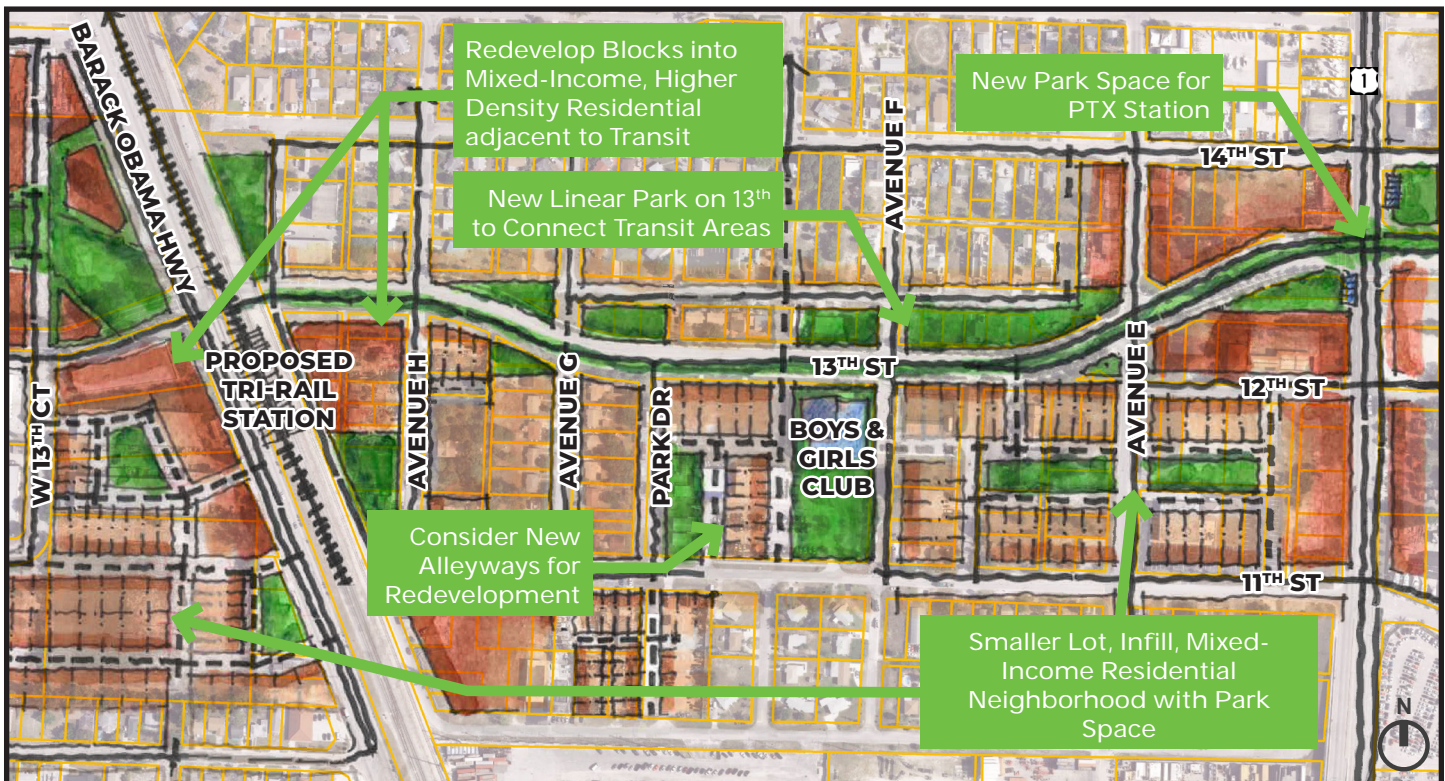 BARACK OBAMA HWY
Redevelop Blocks into
Mixed-Income, Higher
Density Residential
adjacent to Transit
New Park Space for
PTX Station
1
AVENUE F
14TH ST
New Linear Park on 13th
to Connect Transit Areas
PROPOSED
TRI-RAIL
STATION
W 13TH CT
AVENUE H
AVENUE G
PARK DR
13TH ST
BOYS &
GIRLS
CLUB
AVENUE E
12TH ST
Consider New
Alleyways for
Redevelopment
11TH ST
Smaller Lot, Infill, Mixed-
Income Residential
Neighborhood with Park
Space
N